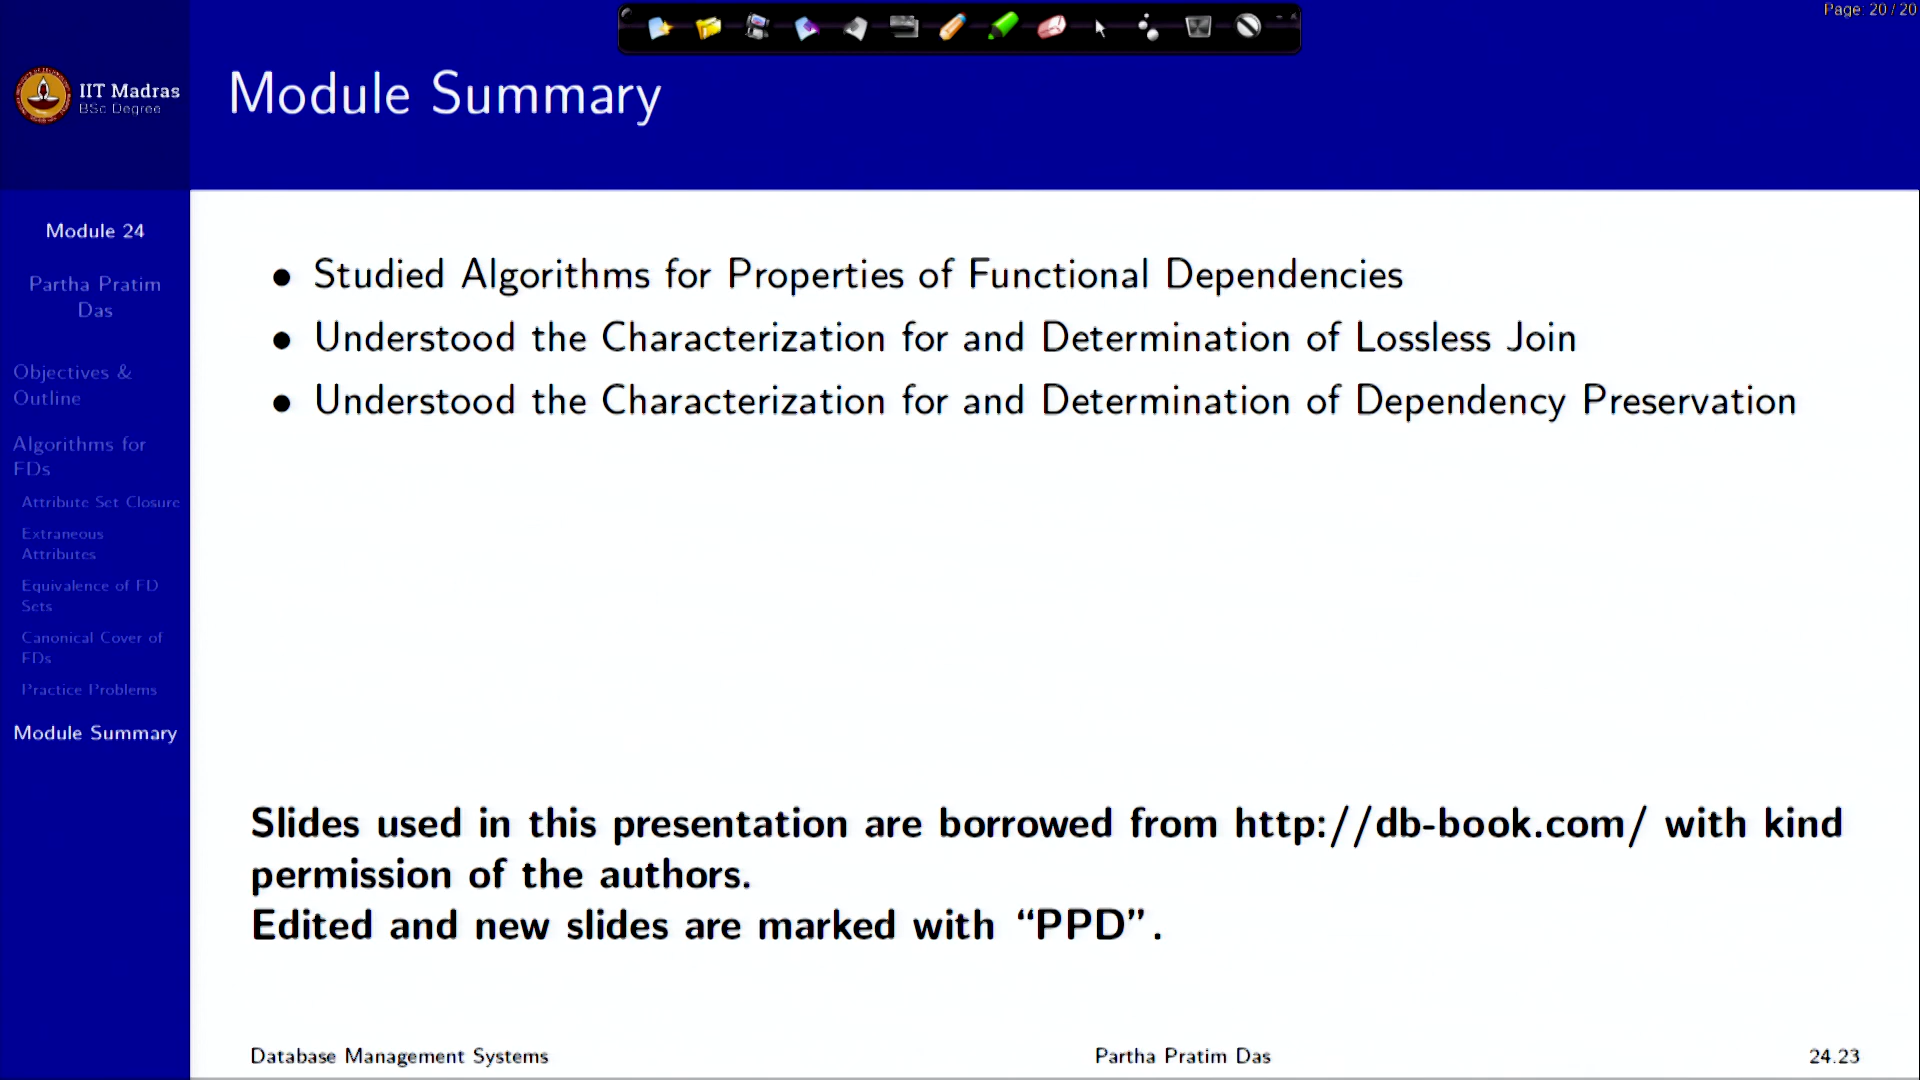 Page: 20 / 20
IIT Madras
BSc Degree
Module Summary
Module 24
Partha Pratim
Das
Objectives &
Outline
Algorithms for
FDs
Attribute Set Closure
Extraneous
Attributes
Equivalence of FD
Sets
Canonical Cover of
FDs
Practice Problems
Module Summary
• Studied Algorithms for Properties of Functional Dependencies
• Understood the Characterization for and Determination of Lossless Join
• Understood the Characterization for and Determination of Dependency Preservation
Slides used in this presentation are borrowed from http://db-book.com/ with kind
permission of the authors.
Edited and new slides are marked with “PPD”.
Database Management Systems
Partha Pratim Das
24.23